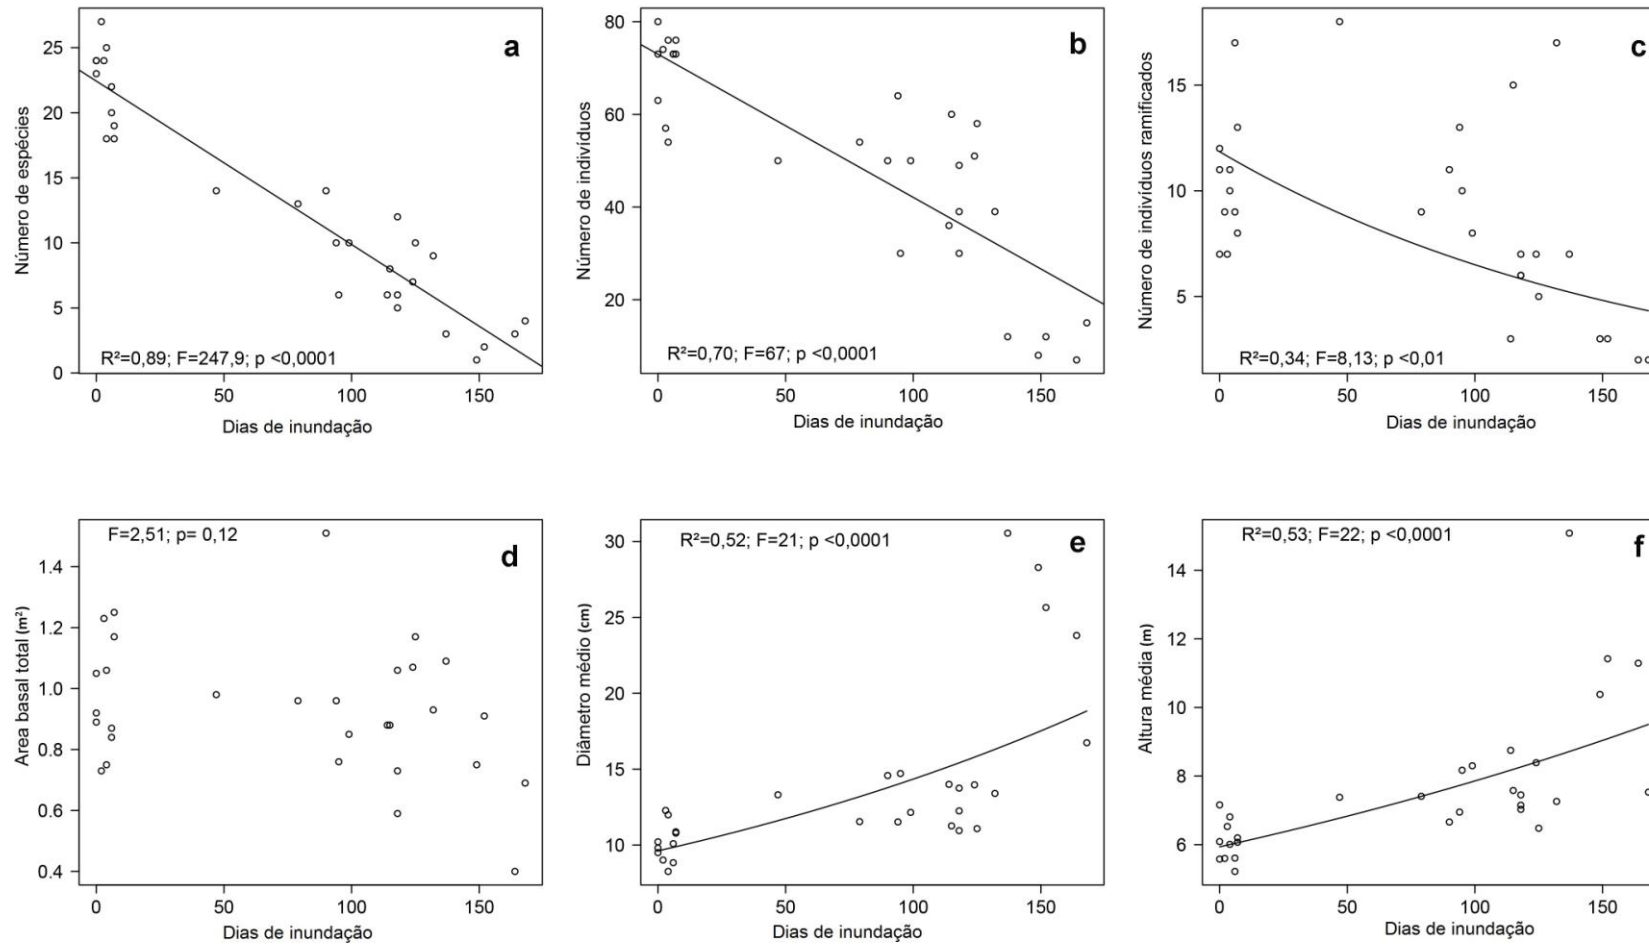 a
Número de espécies
25
20
15
10
5
0
R²=0,89; F=247,9; p <0,0001
0 50 100 150
Dias de inundação
b
Número de indivíduos
80
60
40
20
R²=0,70; F=67; p <0,0001
0 50 100 150
Dias de inundação
c
Número de indivíduos ramificados
15
10
5
R²=0,34; F=8,13; p <0,01
0 50 100 150
Dias de inundação
F=2,51; p= 0,12
d
Area basal total (m²)
1.4
1.2
1.0
0.8
0.6
0.4
0 50 100 150
Dias de inundação
R²=0,52; F=21; p <0,0001
e
Diâmetro médio (cm)
30
25
20
15
10
0 50 100 150
Dias de inundação
R²=0,53; F=22; p <0,0001
f
Altura média (m)
14
12
10
8
6
0 50 100 150
Dias de inundação